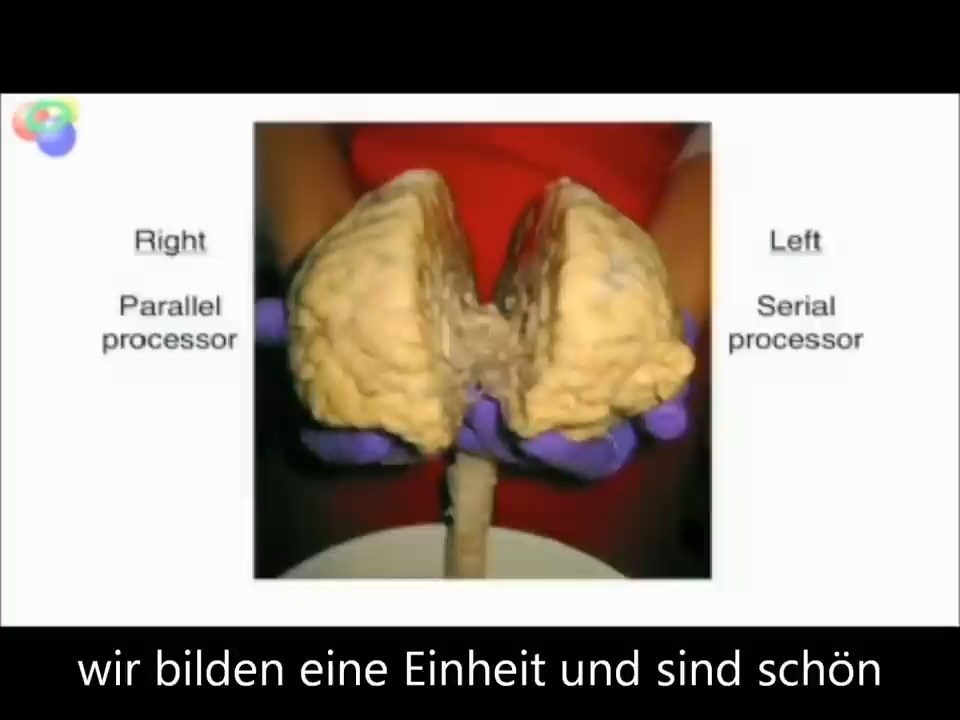 Right
Parallel
processor
Left
Serial
processor
wir bilden eine Einheit und sind schön